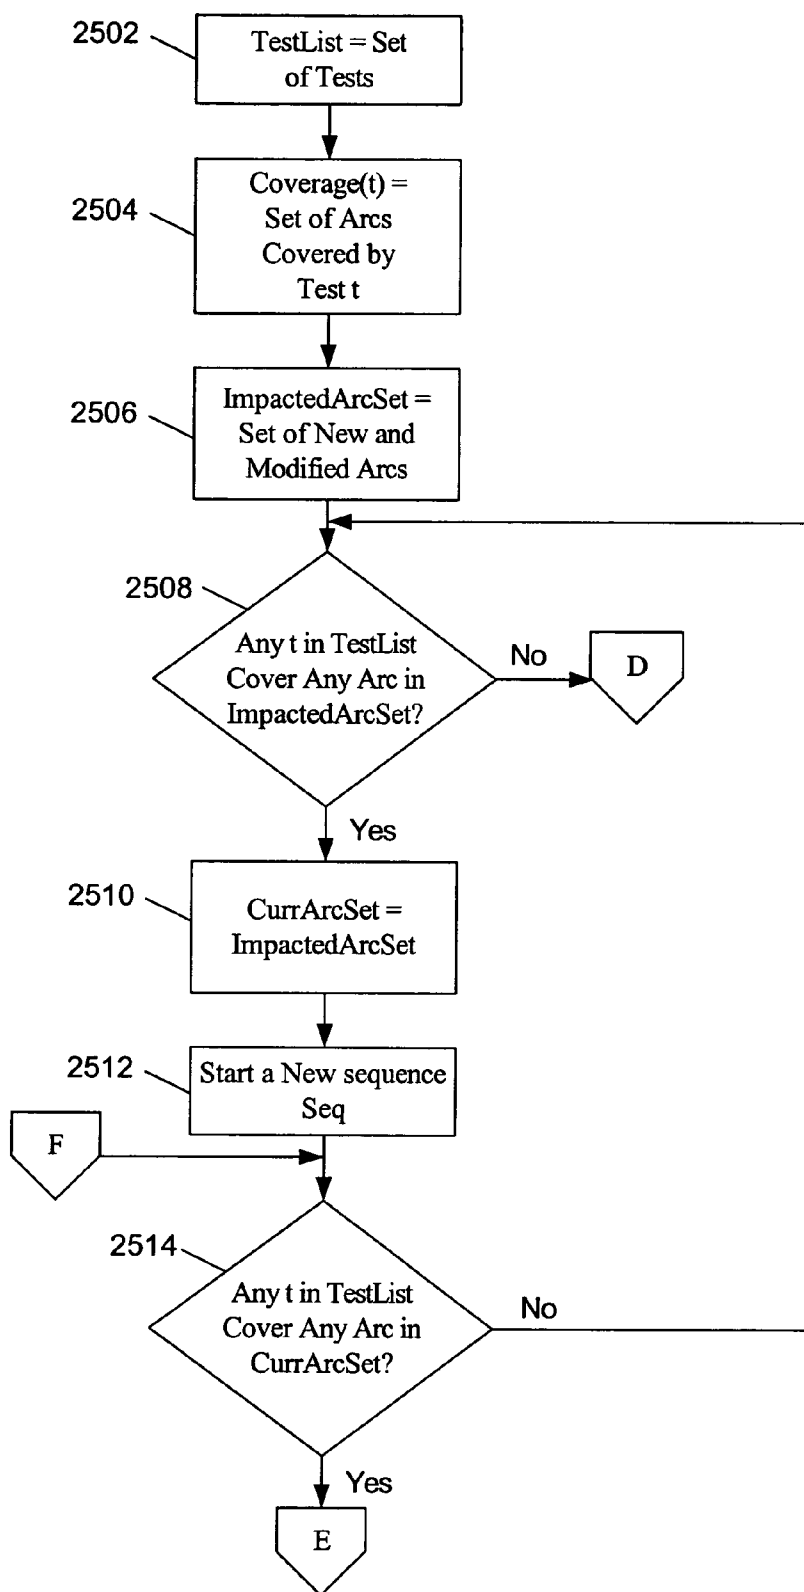 2502
TestList = Set
of Tests
2504
Coverage(t) =
Set of Arcs
Covered by
Test t
2506
ImpactedArcSet =
Set of New and
Modified Arcs
2508
Any t in TestList
Cover Any Arc in
ImpactedArcSet?
No
D
Yes
2510
CurrArcSet =
ImpactedArcSet
2512
Start a New sequence
Seq
F
2514
Any t in TestList
Cover Any Arc in
CurrArcSet?
No
Yes
E